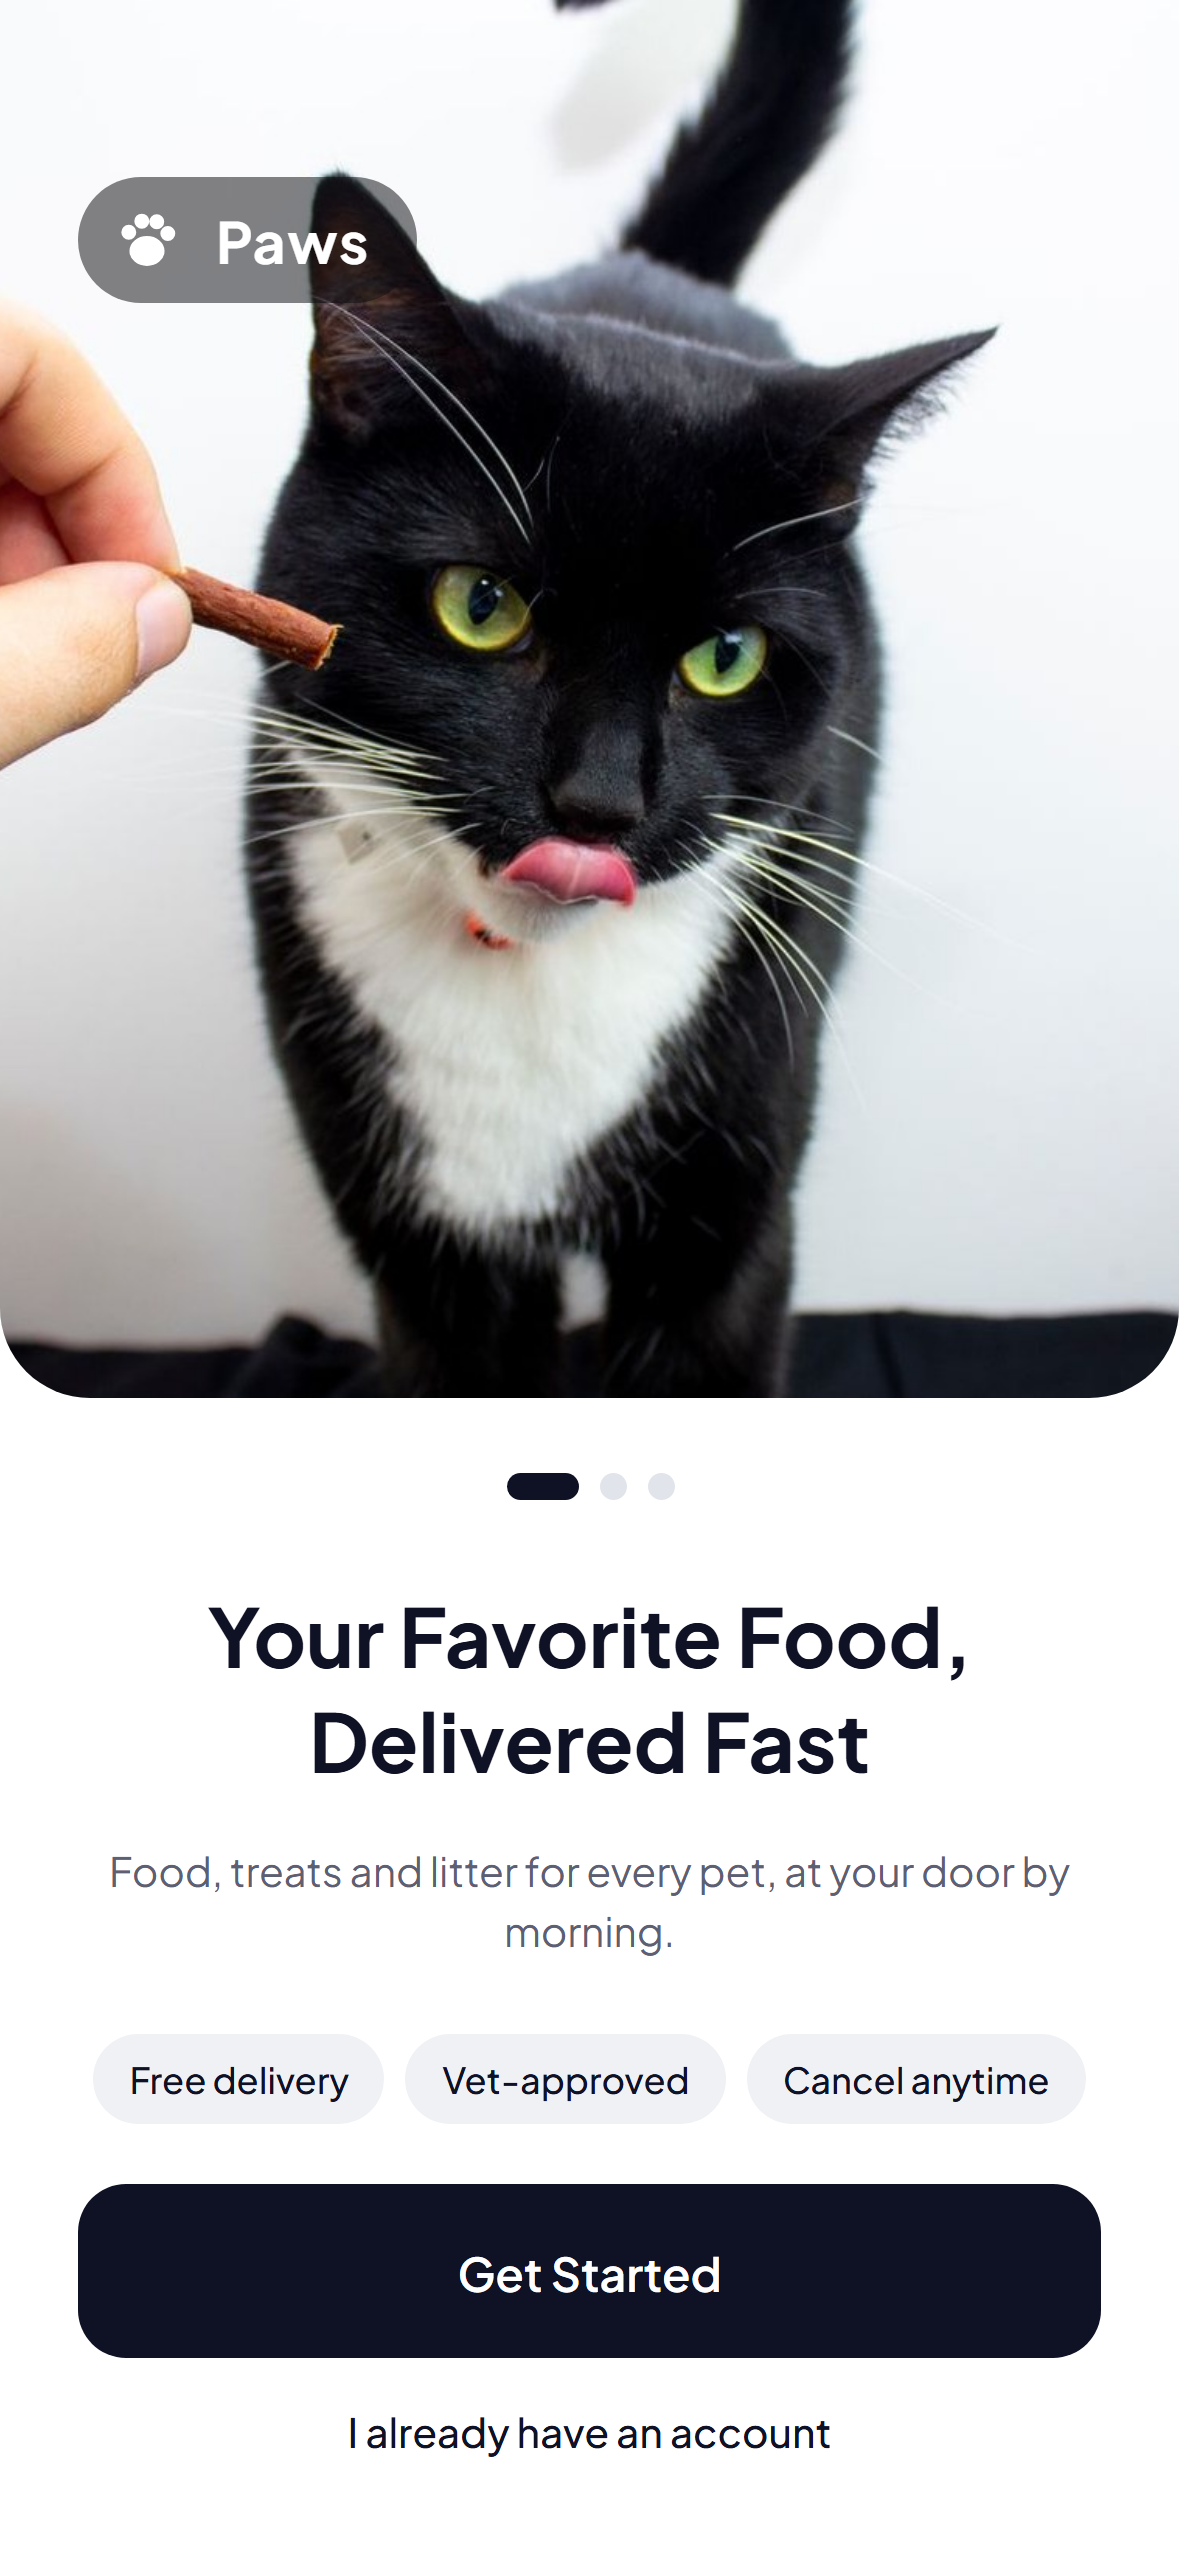 Paws
Your Favorite Food,
Delivered Fast
Food, treats and litter for every pet, at your door by
morning.
Free delivery
Vet-approved
Cancel anytime
Get Started
I already have an account